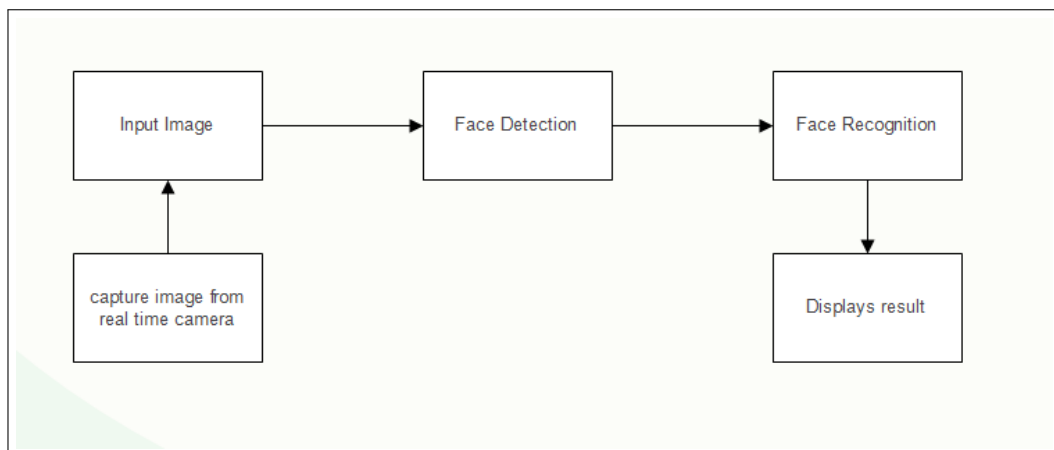 Input Image
Face Detection
Face Recognition
capture image from
real time camera
Displays result